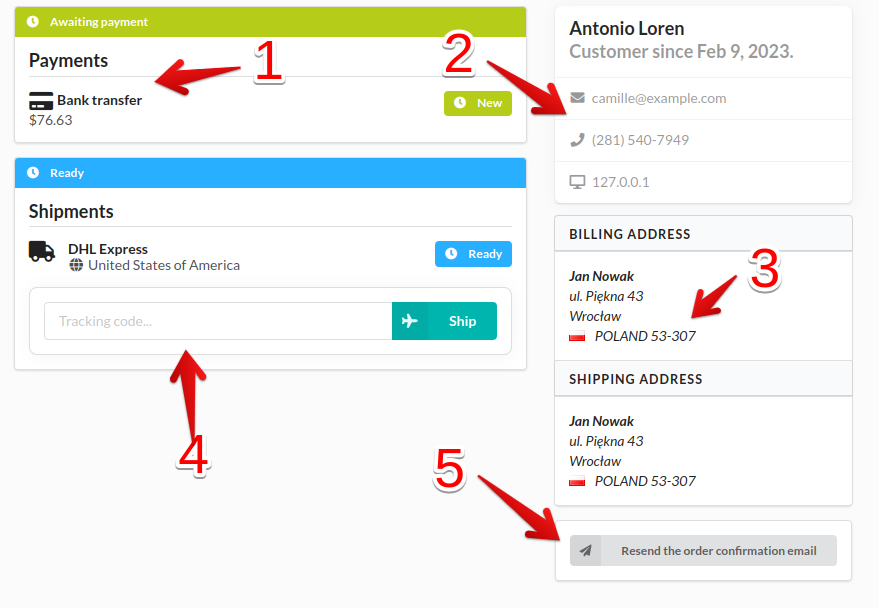 Awaiting payment
Payments
1
Bank transfer
$76.63
New
Ready
Shipments
DHL Express
United States of America
Ready
Tracking code...
Ship
4
2
Antonio Loren
Customer since Feb 9, 2023.
camille@example.com
(281) 540-7949
127.0.0.1
BILLING ADDRESS
3
Jan Nowak
ul. Piękna 43
Wrocław
POLAND 53-307
SHIPPING ADDRESS
Jan Nowak
ul. Piękna 43
Wrocław
POLAND 53-307
5
Resend the order confirmation email